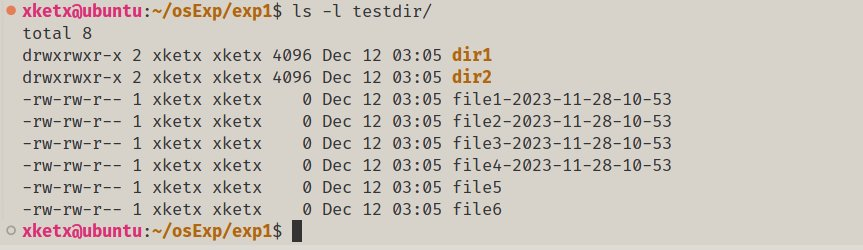 xketx@ubuntu:~/osExp/exp1$ ls -l testdir/
total 8
drwxrwxr-x 2 xketx xketx 4096 Dec 12 03:05 dir1
drwxrwxr-x 2 xketx xketx 4096 Dec 12 03:05 dir2
-rw-rw-r-- 1 xketx xketx    0 Dec 12 03:05 file1-2023-11-28-10-53
-rw-rw-r-- 1 xketx xketx    0 Dec 12 03:05 file2-2023-11-28-10-53
-rw-rw-r-- 1 xketx xketx    0 Dec 12 03:05 file3-2023-11-28-10-53
-rw-rw-r-- 1 xketx xketx    0 Dec 12 03:05 file4-2023-11-28-10-53
-rw-rw-r-- 1 xketx xketx    0 Dec 12 03:05 file5
-rw-rw-r-- 1 xketx xketx    0 Dec 12 03:05 file6
xketx@ubuntu:~/osExp/exp1$